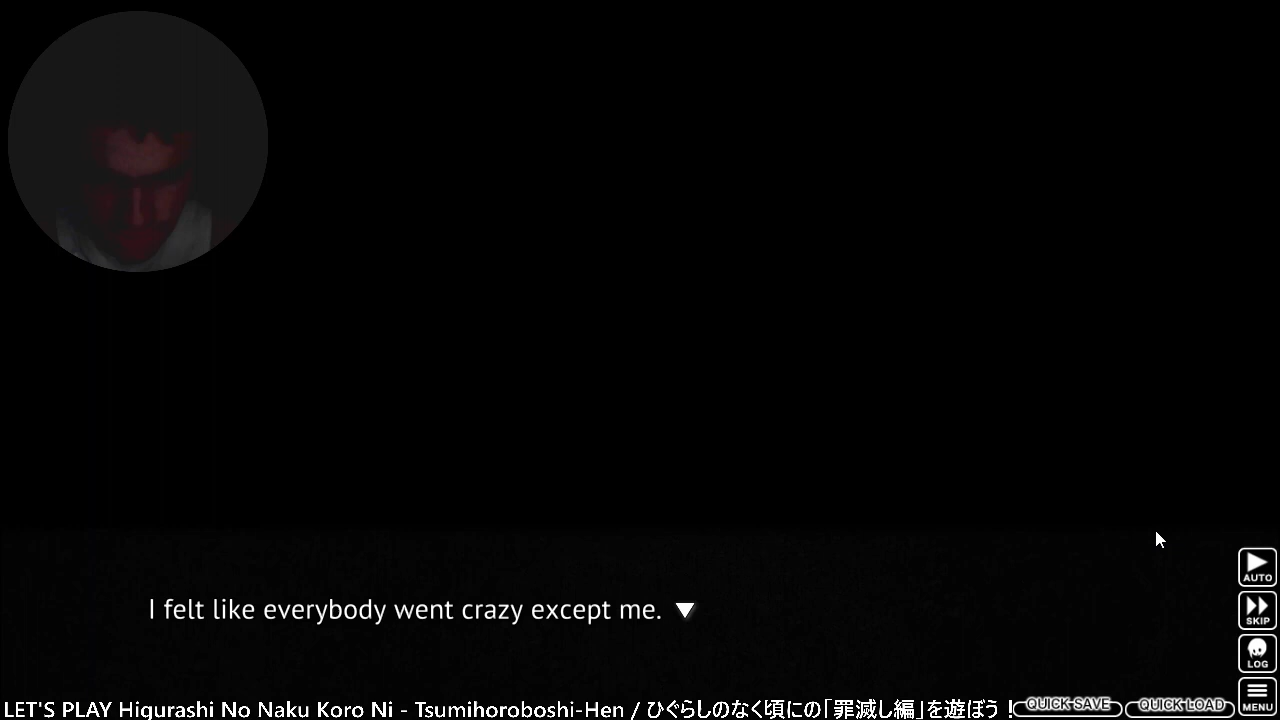 I felt like everybody went crazy except me.
AUTO
SKIP
LOG
MENU
LET'S PLAY Higurashi No Naku Koro Ni - Tsumihoroboshi-Hen / ひぐらしのなく頃にの「罪滅し編」を遊ぼう！
QUICK SAVE
QUICK LOAD